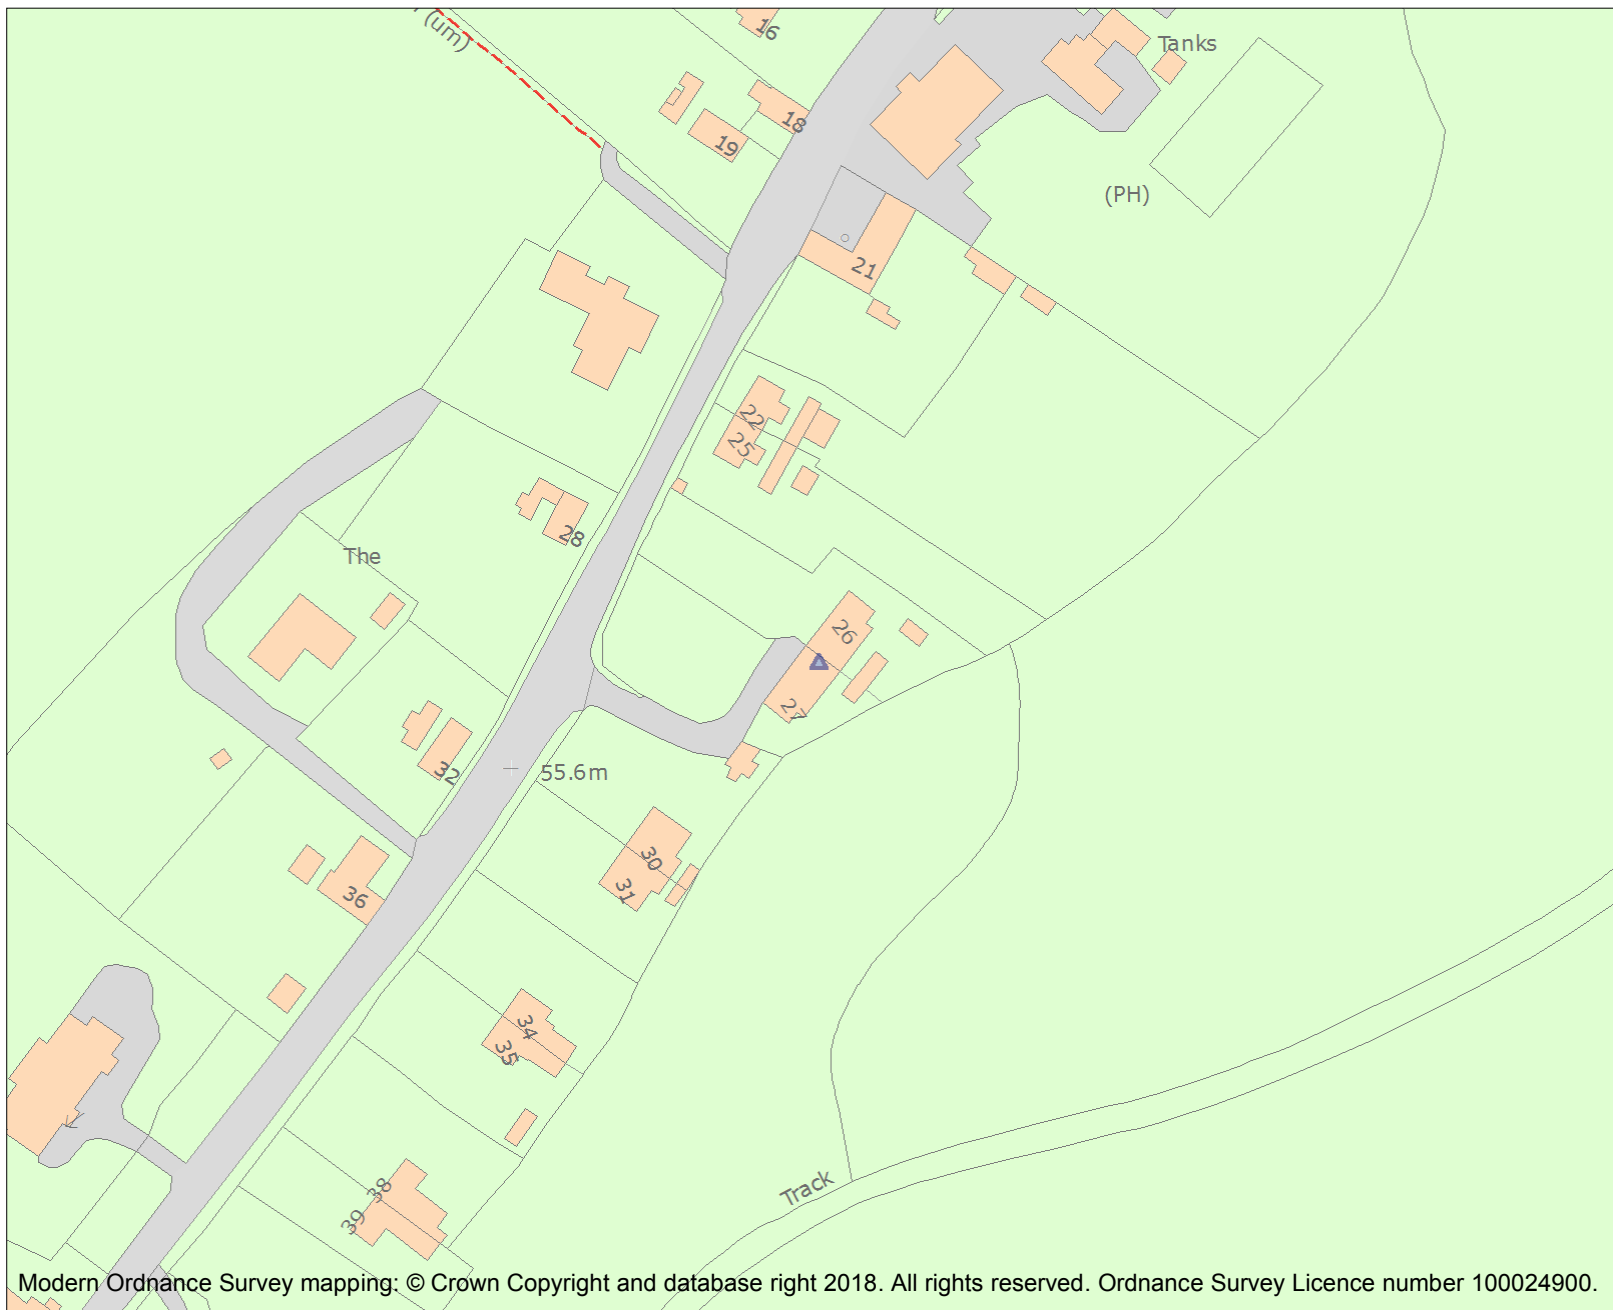 (um)
16
Tanks
18
19
(PH)
21
22
25
28
The
26
27
32
55.6m
30
31
36
34
35
Track
38
39
Modern Ordnance Survey mapping: © Crown Copyright and database right 2018. All rights reserved. Ordnance Survey Licence number 100024900.